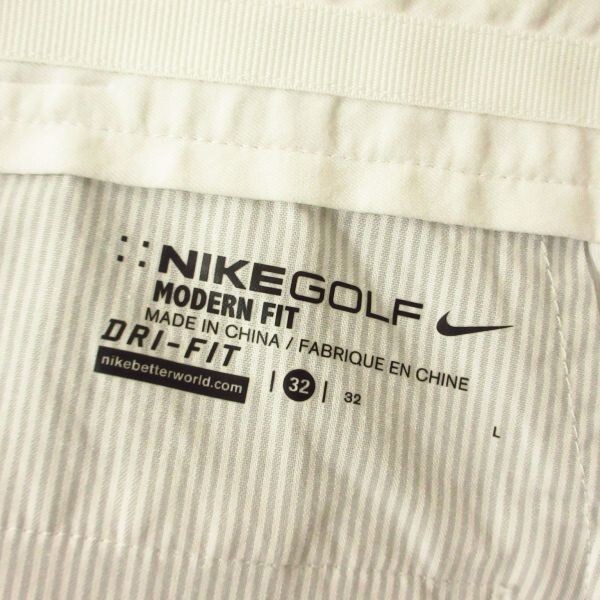 NIKEGOLF
MODERN FIT
MADE IN CHINA / FABRIQUE EN CHINE
DRI-FIT
nikebetterworld.com
| 32 | 32
L